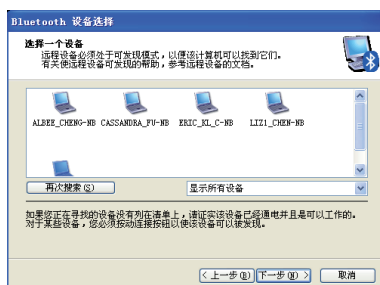 Bluetooth 设备选择
选择一个设备
远程设备必须处于可发现模式，以便该计算机可以找到它们。
有关使远程设备可发现的帮助，参考远程设备的文档。
ALBEE_CHENG-NB CASSANDRA_FU-NB ERIC_KL_C-NB LIZ1_CHEN-NB
再次搜索(S)
显示所有设备
如果您正在寻找的设备没有列在清单上，请证实该设备已经通电并且是可以工作的。
对于某些设备，您必须按动连接按钮以使该设备可以被发现。
< 上一步(B) 下一步(N) > 取消